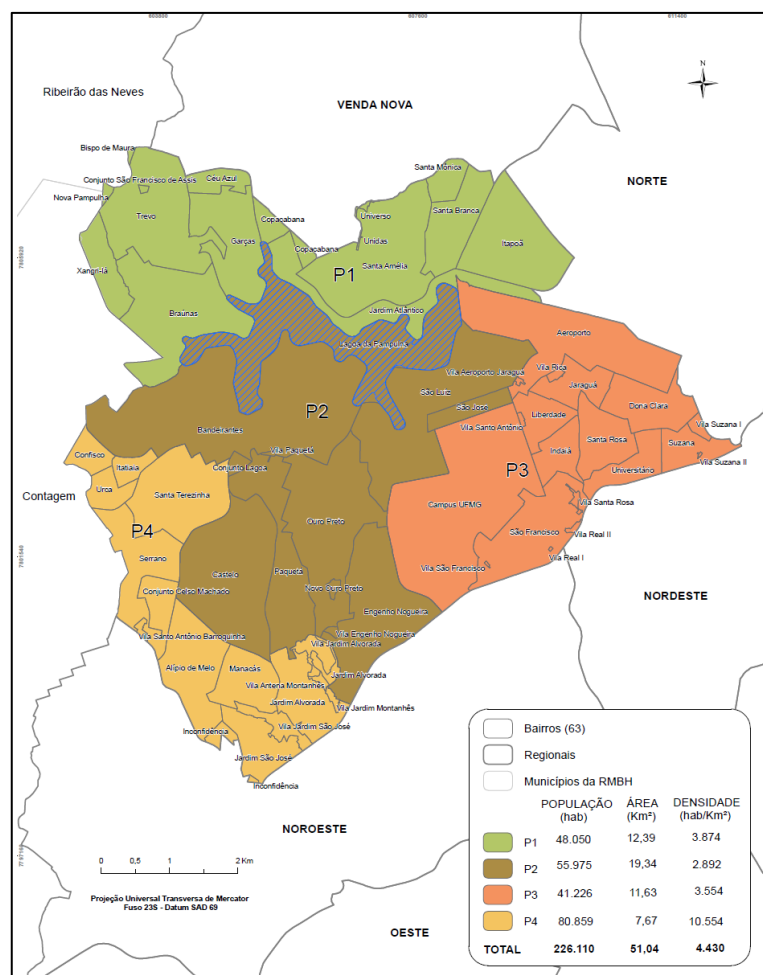 608800
607600
611400
Ribeirão das Neves
VENDA NOVA
N
NORTE
Bispo de Maura
Conjunto São Francisco de Assis
Céu Azul
Santa Mônica
Nova Pampulha
Trevo
Copacabana
Universo
Santa Branca
Garças
Copacabana
Unidas
Itapoã
Xangri-lá
Santa Amélia
P1
Braúnas
Jardim Atlântico
Aeroporto
Lagoa da Pampulha
Vila Aeroporto Jaraguá
Vila Rica
Jaraguá
São Luiz
P2
São José
Liberdade
Dona Clara
Bandeirantes
Vila Santo Antônio
Vila Suzana I
Santa Rosa
Suzana
Confisco
Vila Paquetá
Indaiá
Itatiaia
Conjunto Lagoa
P3
Universitário
Vila Suzana II
Contagem
Urca
Santa Terezinha
Campus UFMG
Vila Santa Rosa
P4
Ouro Preto
São Francisco
Vila Real II
Serrano
Vila Real I
Castelo
Paqueta
Vila São Francisco
Conjunto Celso Machado
Novo Ouro Preto
NORDESTE
Engenho Nogueira
Vila Santo Antônio Barroquinha
Vila Engenho Nogueira
Vila Jardim Alvorada
Alípio de Melo
Manacás
Jardim Alvorada
Vila Antena Montanhês
Jardim Alvorada
Vila Jardim Montanhês
Inconfidência
Vila Jardim São José
Jardim São José
Inconfidência
NOROESTE
OESTE
0 0,5 1 2 Km
Projeção Universal Transversa de Mercator
Fuso 23S - Datum SAD 69
Bairros (63)
Regionais
Municípios da RMBH
POPULAÇÃO ÁREA DENSIDADE
(hab) (Km²) (hab/Km²)
P1 48.050 12,39 3.874
P2 55.975 19,34 2.892
P3 41.226 11,63 3.554
P4 80.859 7,67 10.554
TOTAL 226.110 51,04 4.430